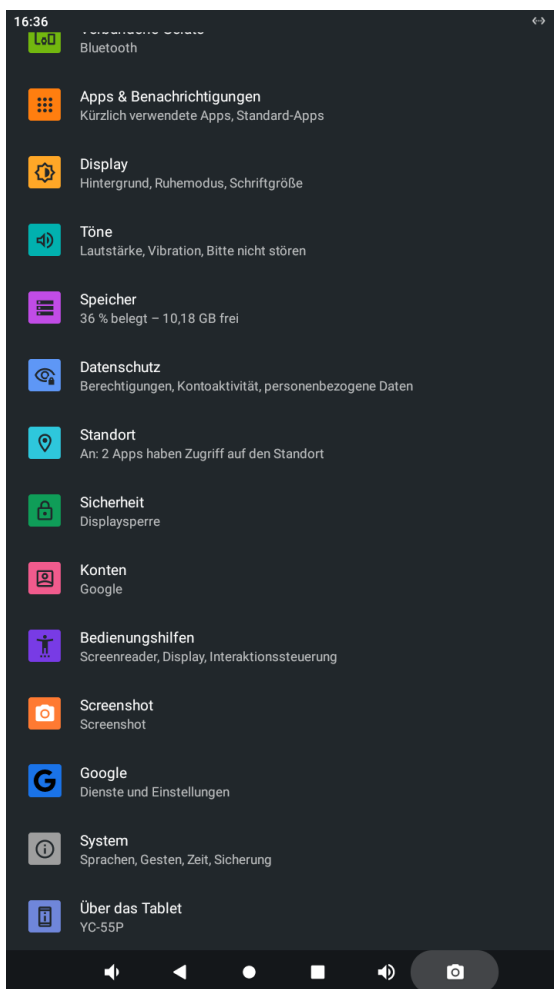 16:36
Verbundene Geräte
Bluetooth
Apps & Benachrichtigungen
Kürzlich verwendete Apps, Standard-Apps
Display
Hintergrund, Ruhemodus, Schriftgröße
Töne
Lautstärke, Vibration, Bitte nicht stören
Speicher
36 % belegt – 10,18 GB frei
Datenschutz
Berechtigungen, Kontoaktivität, personenbezogene Daten
Standort
An: 2 Apps haben Zugriff auf den Standort
Sicherheit
Displaysperre
Konten
Google
Bedienungshilfen
Screenreader, Display, Interaktionssteuerung
Screenshot
Screenshot
Google
Dienste und Einstellungen
System
Sprachen, Gesten, Zeit, Sicherung
Über das Tablet
YC-55P